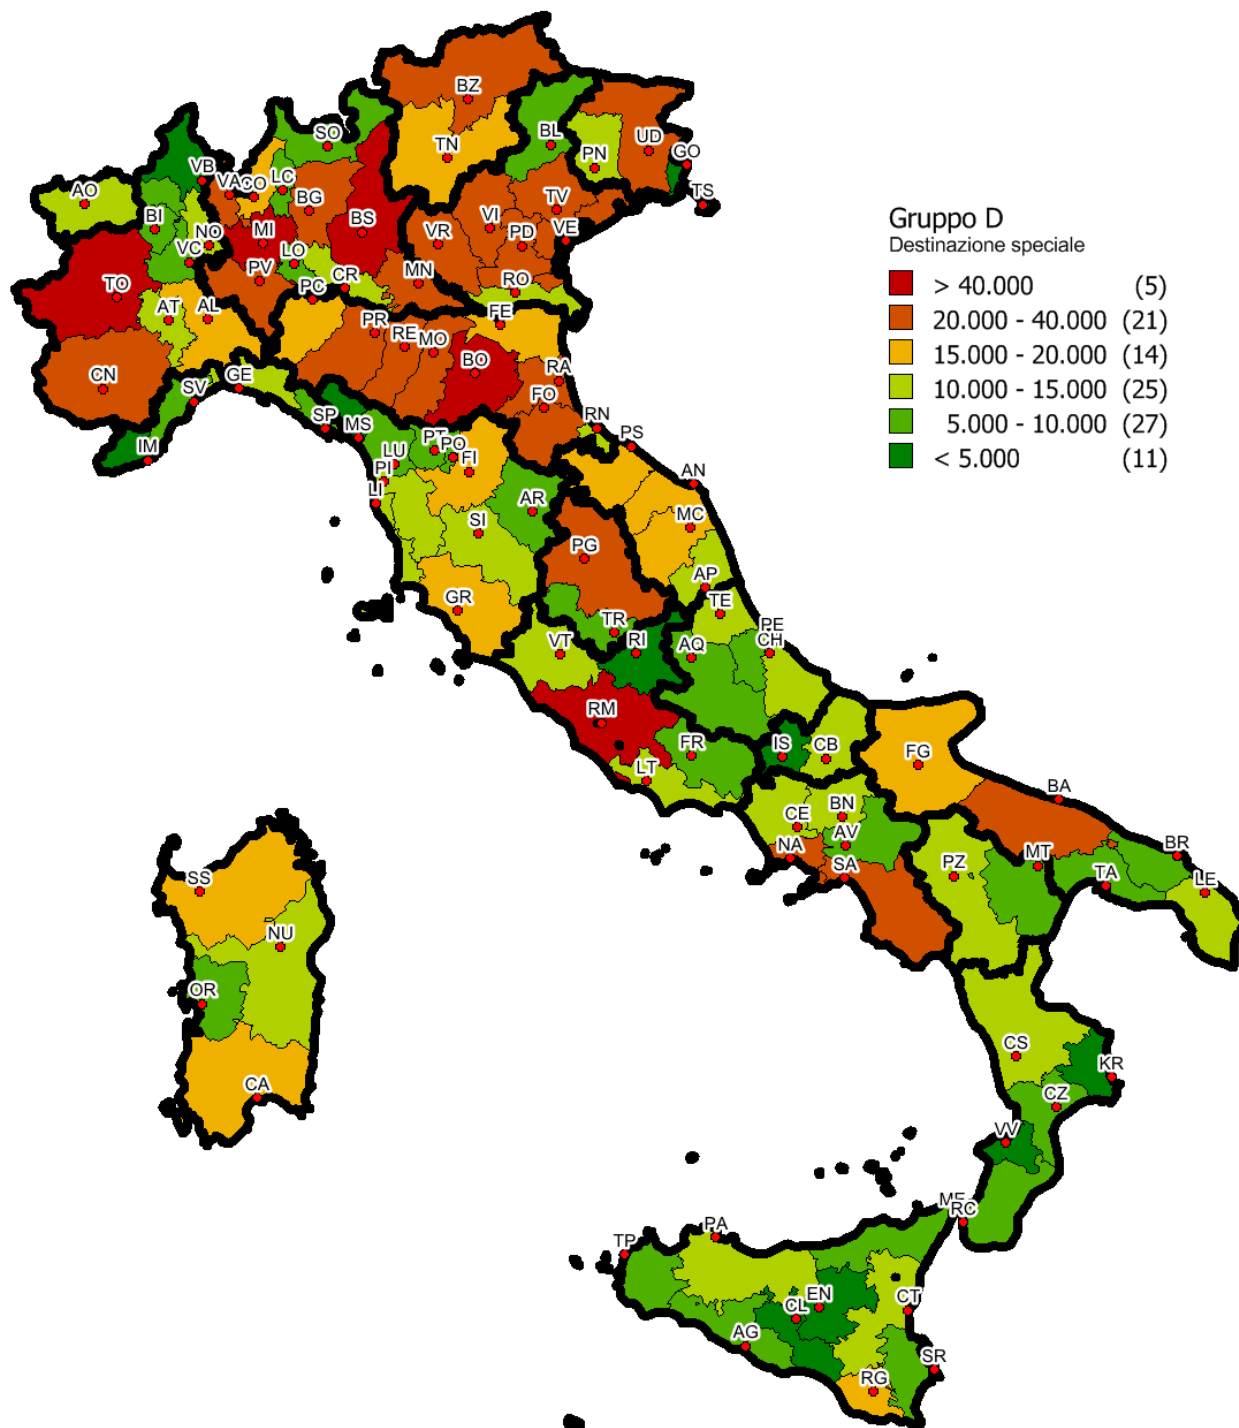 BZ
SO
TN
BL
UD
PN
GO
VB
VA
CO
LC
AO
BG
TV
TS
BI
NO
MI
BS
VR
VI
PD
VE
VC
LO
TO
PV
CR
MN
RO
PC
AT
AL
FE
PR
RE
MO
BO
CN
SV
GE
RA
FO
SP
MS
RN
PS
IM
LU
PT
PO
FI
PI
LI
AR
AN
SI
MC
PG
AP
GR
TE
TR
VT
RI
AQ
PE
CH
RM
FR
IS
CB
FG
LT
BA
CE
BN
NA
AV
SA
PZ
MT
BR
TA
LE
SS
NU
OR
CA
CS
KR
CZ
VV
ME
RC
TP
PA
EN
CL
CT
AG
SR
RG
Gruppo D
Destinazione speciale
> 40.000 (5)
20.000 - 40.000 (21)
15.000 - 20.000 (14)
10.000 - 15.000 (25)
5.000 - 10.000 (27)
< 5.000 (11)